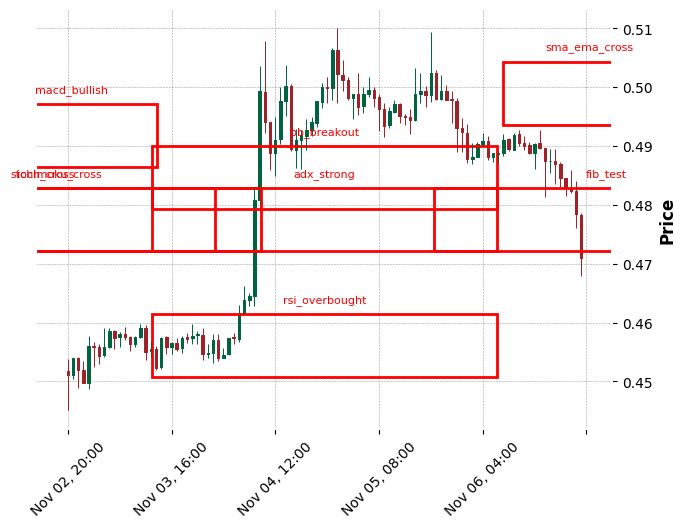 0.51
sma_ema_cross
0.50
macd_bullish
breakout
0.49
adx_strong
fib_test
0.48
Price
0.47
rsi_overbought
0.46
0.45
Nov 02, 20:00
Nov 03, 16:00
Nov 04, 12:00
Nov 05, 08:00
Nov 06, 04:00